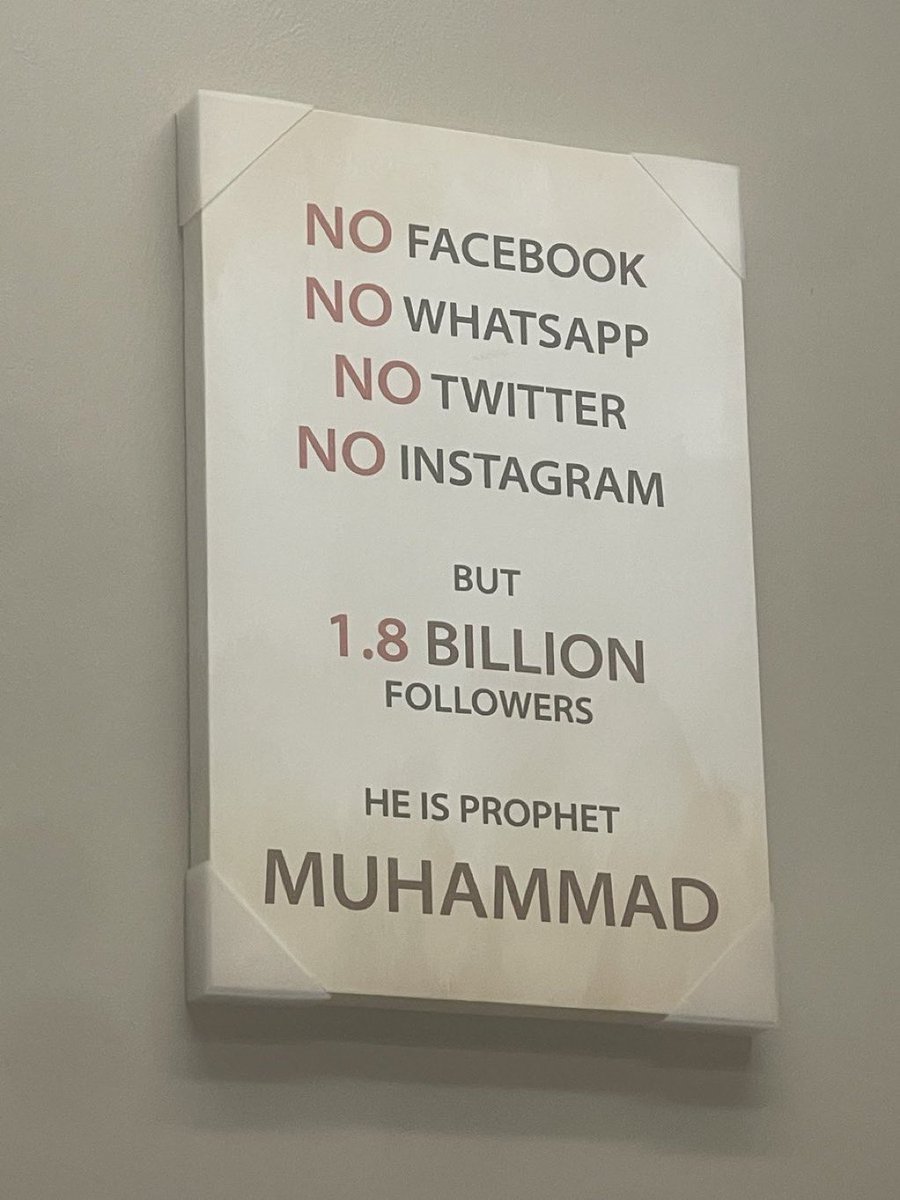 NO FACEBOOK
NO WHATSAPP
NO TWITTER
NO INSTAGRAM
BUT
1.8 BILLION
FOLLOWERS
HE IS PROPHET
MUHAMMAD